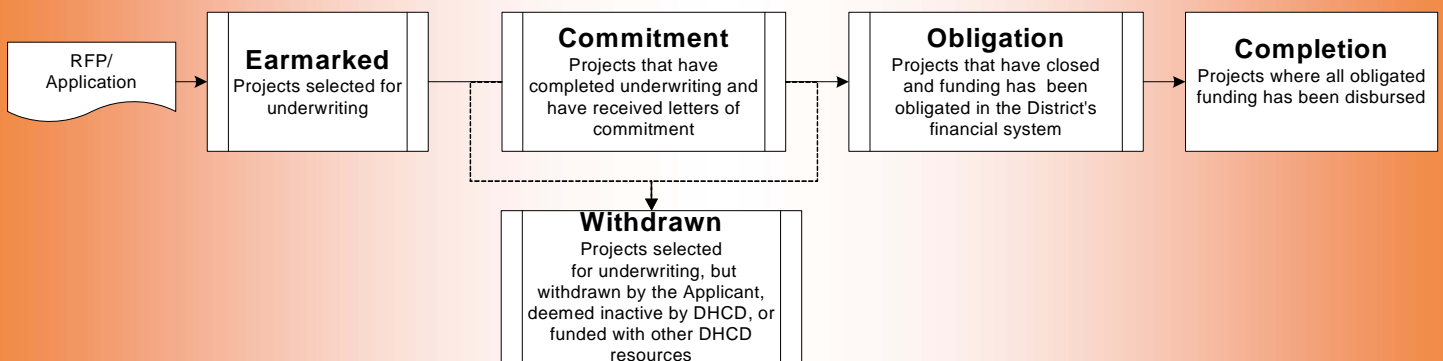 RFP/
Application
Earmarked
Projects selected for
underwriting
Commitment
Projects that have
completed underwriting and
have received letters of
commitment
Obligation
Projects that have closed
and funding has been
obligated in the District's
financial system
Completion
Projects where all obligated
funding has been disbursed
Withdrawn
Projects selected
for underwriting, but
withdrawn by the Applicant,
deemed inactive by DHCD, or
funded with other DHCD
resources